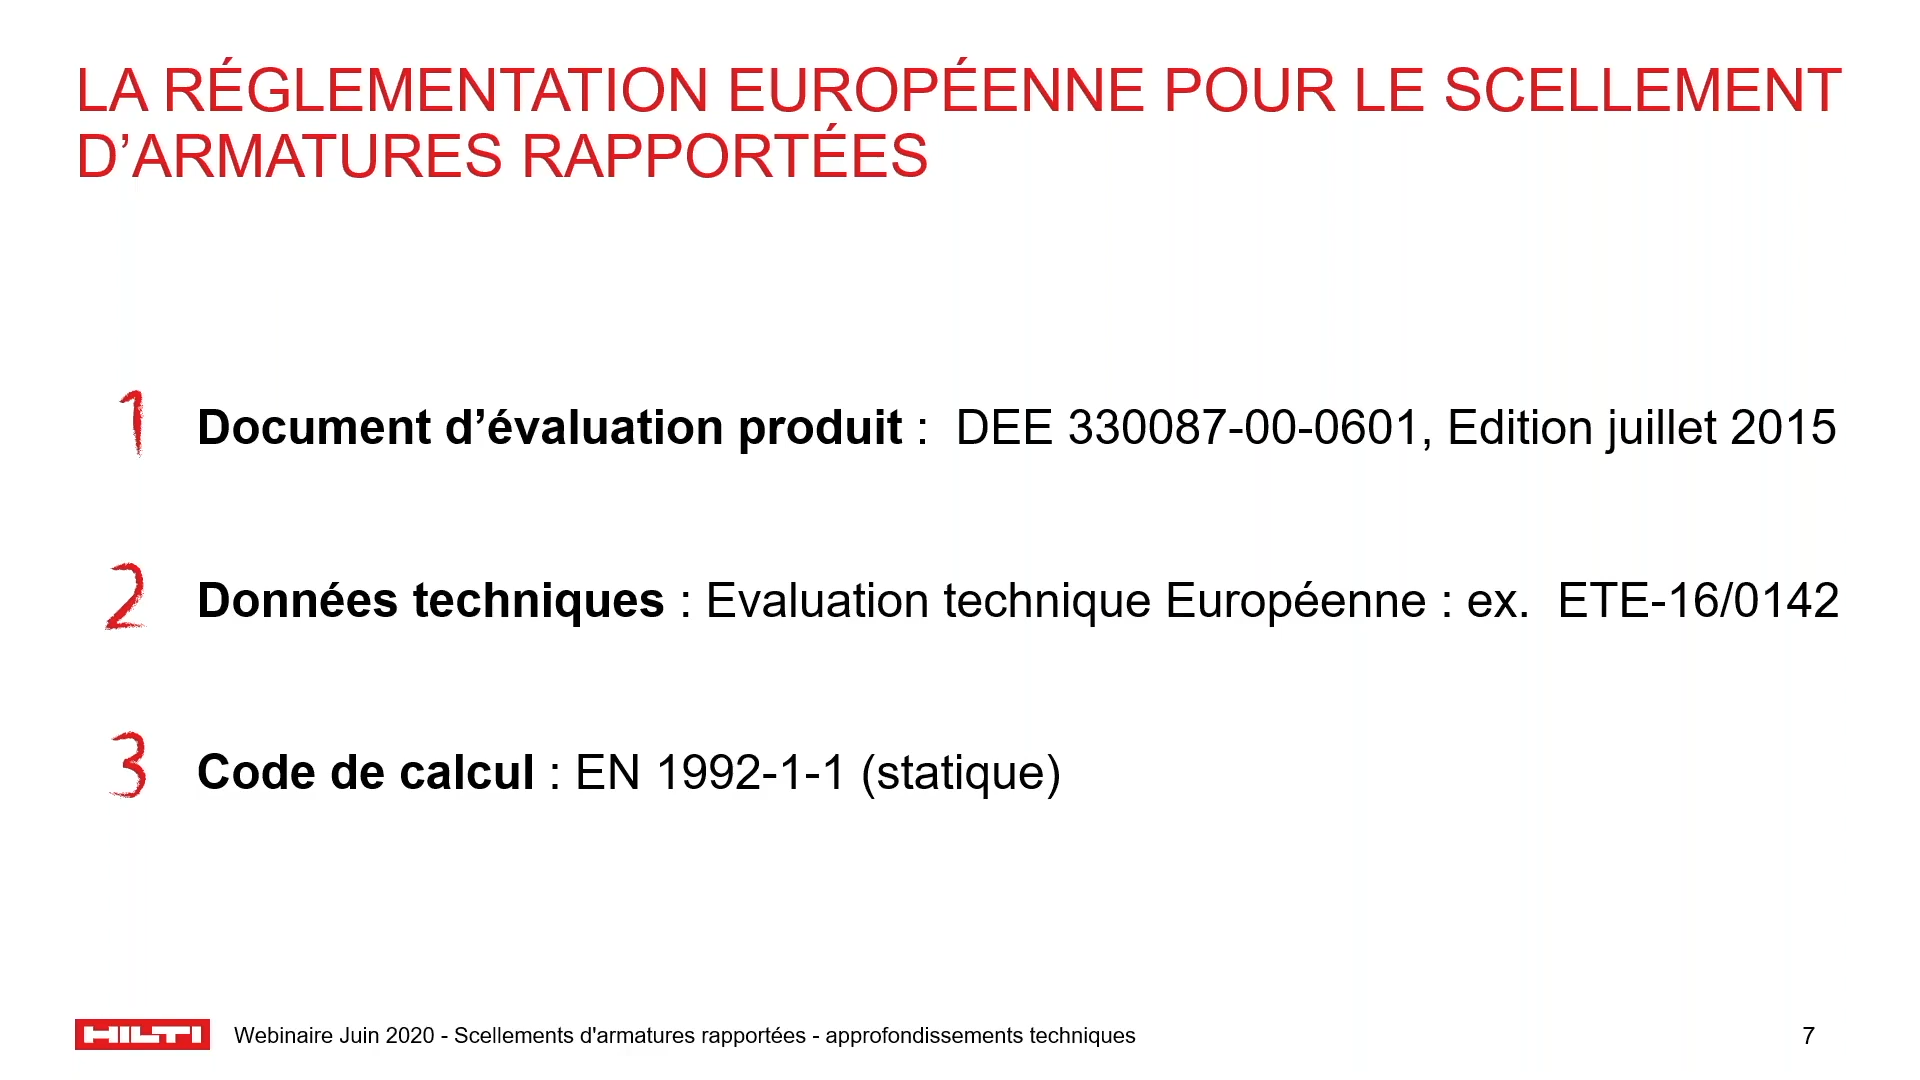 LA RÉGLEMENTATION EUROPÉENNE POUR LE SCELLEMENT
D’ARMATURES RAPPORTÉES
1 Document d’évaluation produit : DEE 330087-00-0601, Edition juillet 2015
2 Données techniques : Evaluation technique Européenne : ex. ETE-16/0142
3 Code de calcul : EN 1992-1-1 (statique)
HILTI Webinaire Juin 2020 - Scellements d'armatures rapportées - approfondissements techniques 7